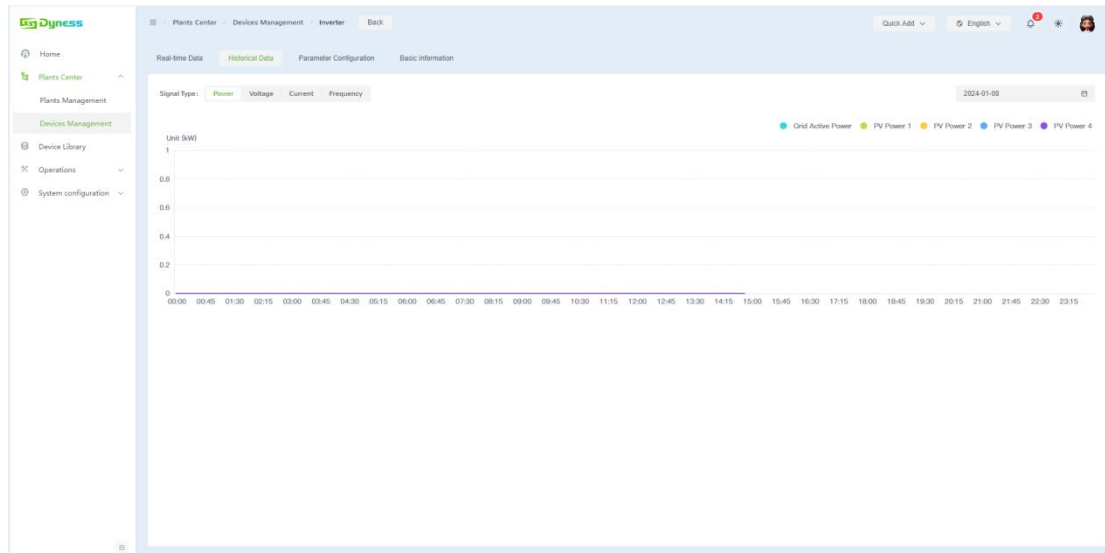 Dyness
Plants Center / Devices Management / Inverter Back
Quick Add English 2
Home
Plants Center
Plants Management
Devices Management
Device Library
Operations
System configuration
Real-time Data Historical Data Parameter Configuration Basic Information
Signal Type: Power Voltage Current Frequency
2024-01-08
Grid Active Power PV Power 1 PV Power 2 PV Power 3 PV Power 4
Unit (kW)
1
0.8
0.6
0.4
0.2
0
00:00 00:45 01:30 02:15 03:00 03:45 04:30 05:15 06:00 06:45 07:30 08:15 09:00 09:45 10:30 11:15 12:00 12:45 13:30 14:15 15:00 15:45 16:30 17:15 18:00 18:45 19:30 20:15 21:00 21:45 22:30 23:15